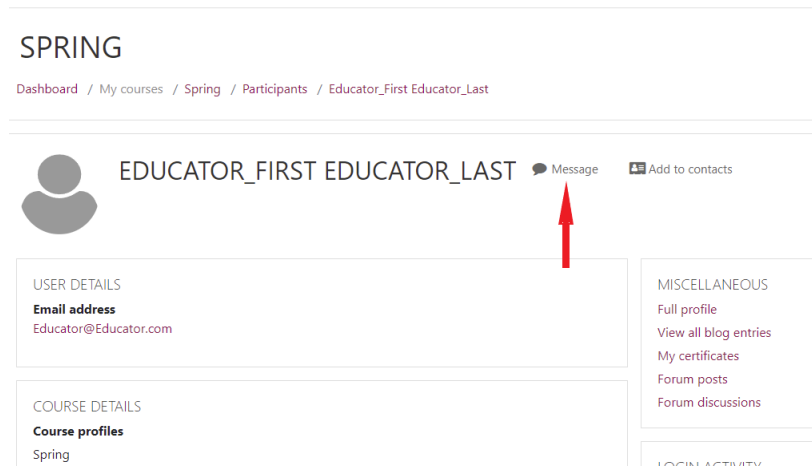 SPRING
Dashboard / My courses / Spring / Participants / Educator_First Educator_Last
EDUCATOR_FIRST EDUCATOR_LAST Message Add to contacts
USER DETAILS
Email address
Educator@Educator.com
COURSE DETAILS
Course profiles
Spring
MISCELLANEOUS
Full profile
View all blog entries
My certificates
Forum posts
Forum discussions
LOGIN ACTIVITY